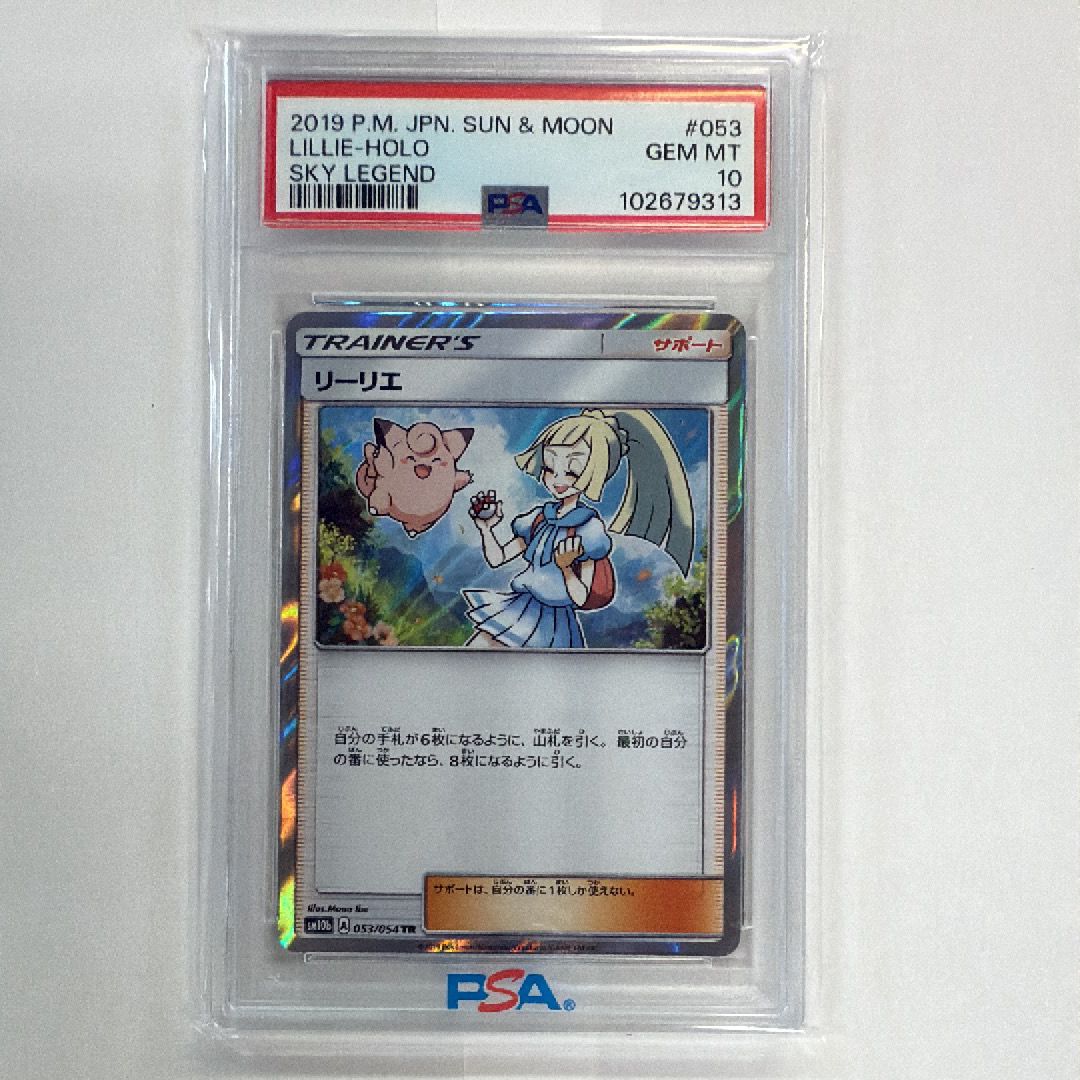 2019 P.M. JPN. SUN & MOON #053
LILLIE-HOLO GEM MT
SKY LEGEND 10
PSA 102679313
TRAINER'S サポート
リーリエ
自分の手札が6枚になるように、山札を引く。最初の自分
の番に使ったなら、8枚になるように引く。
サポートは、自分の番に1枚しか使えない。
sm10b A 053/054 TR
PSA®